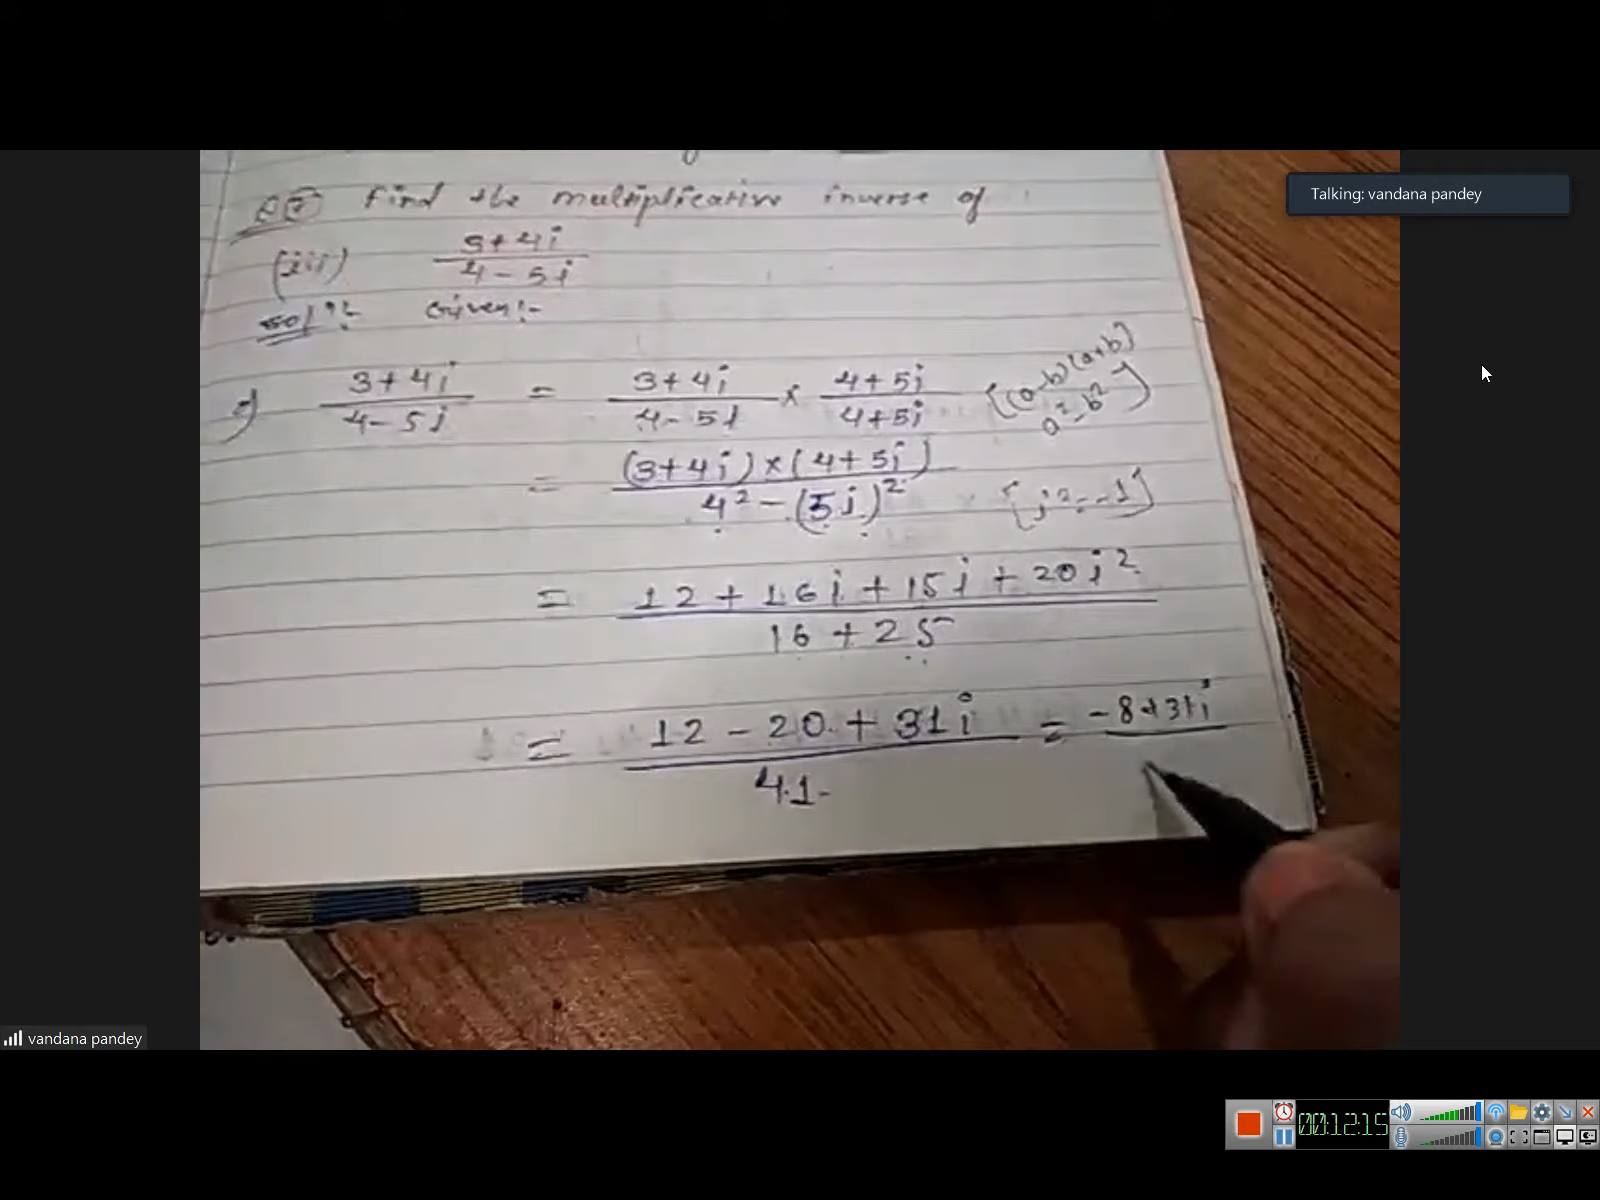 Talking: vandana pandey
Find the multiplicative inverse of
(iii) 3+4i / 4-5i
Solⁿ: Given:-
3+4i / 4-5i = 3+4i / 4-5i × 4+5i / 4+5i [(a-b)(a+b) a²-b²]
= (3+4i)×(4+5i) / 4²-(5i)² [i²=-1]
= 12+16i+15i+20i² / 16+25
= 12-20+31i / 41 = -8+31i
vandana pandey
00:12:15